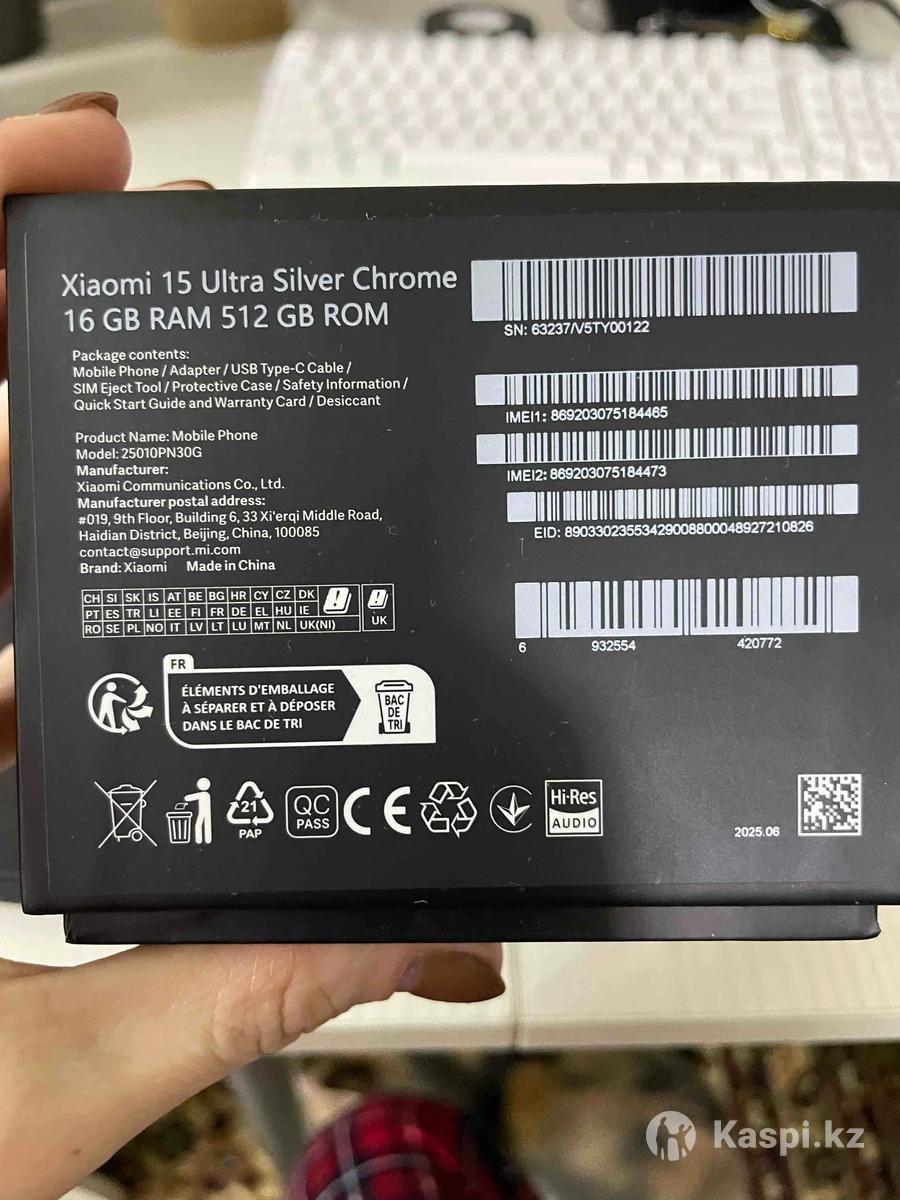 Xiaomi 15 Ultra Silver Chrome
16 GB RAM 512 GB ROM
Package contents:
Mobile Phone / Adapter / USB Type-C Cable /
SIM Eject Tool / Protective Case / Safety Information /
Quick Start Guide and Warranty Card / Desiccant
Product Name: Mobile Phone
Model: 25010PN30G
Manufacturer:
Xiaomi Communications Co., Ltd.
Manufacturer postal address:
#019, 9th Floor, Building 6, 33 Xi'erqi Middle Road,
Haidian District, Beijing, China, 100085
contact@support.mi.com
Brand: Xiaomi Made in China
CH SI SK IS AT BE BG HR CY CZ DK
PT ES TR LI EE FI FR DE EL HU IE
RO SE PL NO IT LV LT LU MT NL UK(NI)
UK
SN: 63237/V5TY00122
IMEI1: 869203075184465
IMEI2: 869203075184473
EID: 89033023553429008800048927210826
6 932554 420772
FR
ÉLÉMENTS D'EMBALLAGE
À SÉPARER ET À DÉPOSER
DANS LE BAC DE TRI
BAC
DE
TRI
21
PAP
QC
PASS
CE
Hi-Res
AUDIO
2025.06
Kaspi.kz